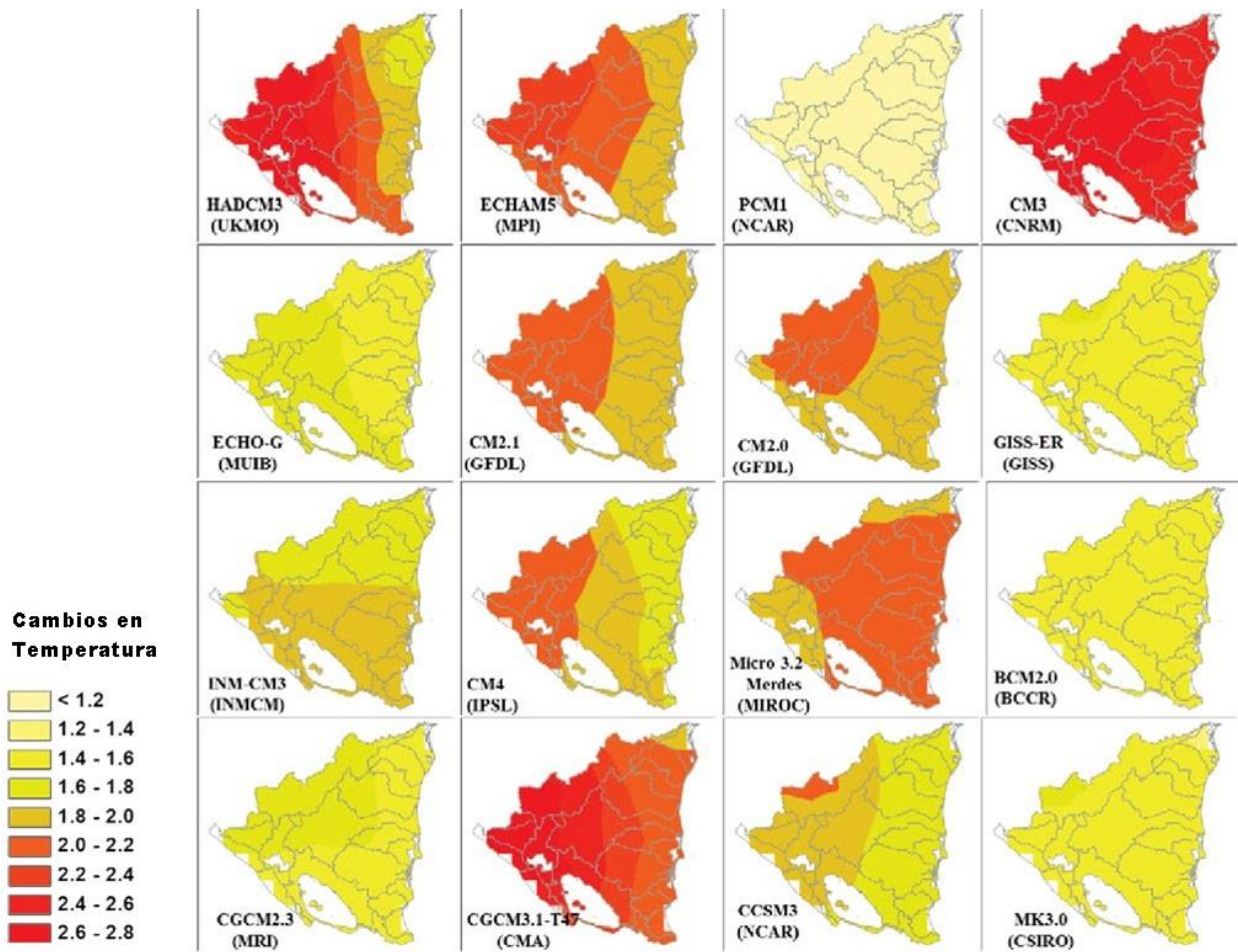 HADCM3
(UKMO)
ECHAM5
(MPI)
PCM1
(NCAR)
CM3
(CNRM)
ECHO-G
(MUIB)
CM2.1
(GFDL)
CM2.0
(GFDL)
GISS-ER
(GISS)
INM-CM3
(INMCM)
CM4
(IPSL)
Micro 3.2
Merdes
(MIROC)
BCM2.0
(BCCR)
CGCM2.3
(MRI)
CGCM3.1-T47
(CMA)
CCSM3
(NCAR)
MK3.0
(CSIRO)
Cambios en
Temperatura
< 1.2
1.2 - 1.4
1.4 - 1.6
1.6 - 1.8
1.8 - 2.0
2.0 - 2.2
2.2 - 2.4
2.4 - 2.6
2.6 - 2.8